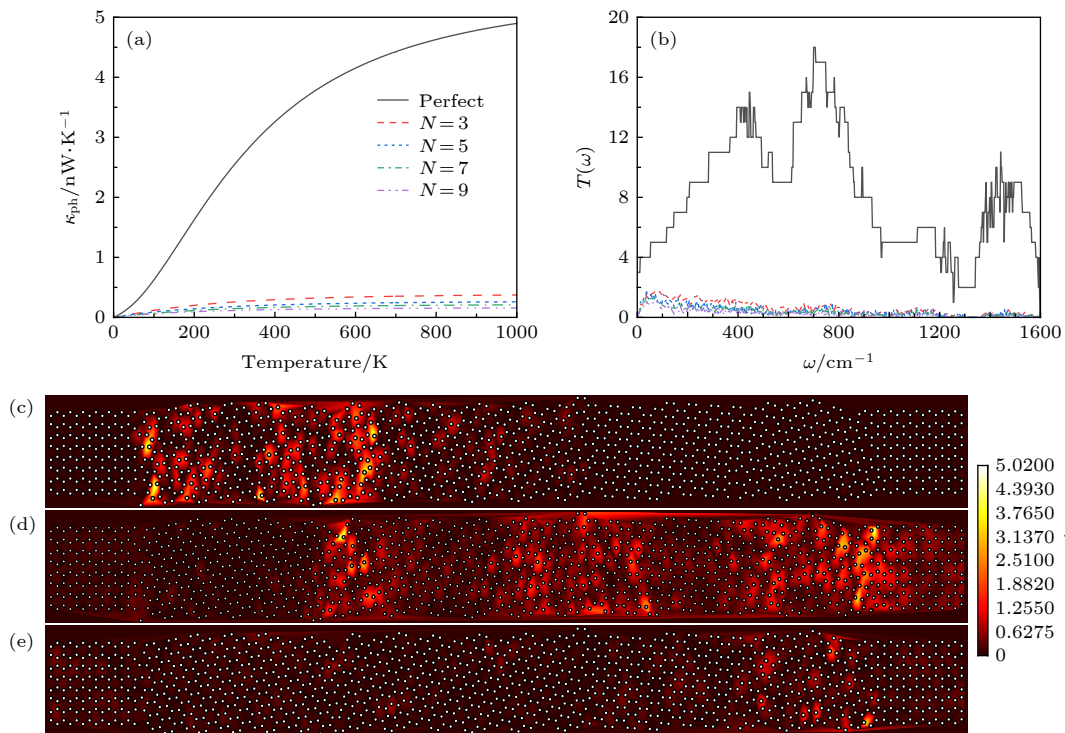 (a)
5
4
3
2
1
0
0 200 400 600 800 1000
κph/nW·K−1
Temperature/K
Perfect
N=3
N=5
N=7
N=9
(b)
20
16
12
8
4
0
0 400 800 1200 1600
T(ω)
ω/cm−1
(c)
(d)
(e)
5.0200
4.3930
3.7650
3.1370
2.5100
1.8820
1.2550
0.6275
0